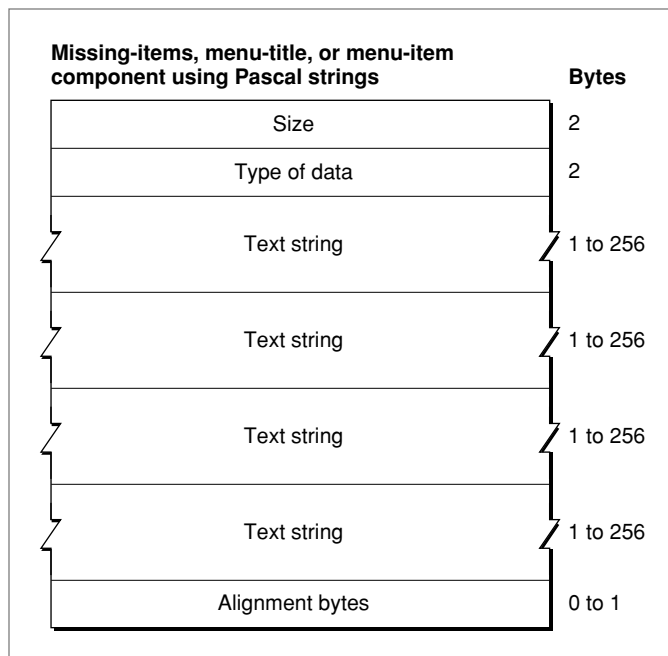 Missing-items, menu-title, or menu-item
component using Pascal strings Bytes
Size 2
Type of data 2
Text string 1 to 256
Text string 1 to 256
Text string 1 to 256
Text string 1 to 256
Alignment bytes 0 to 1